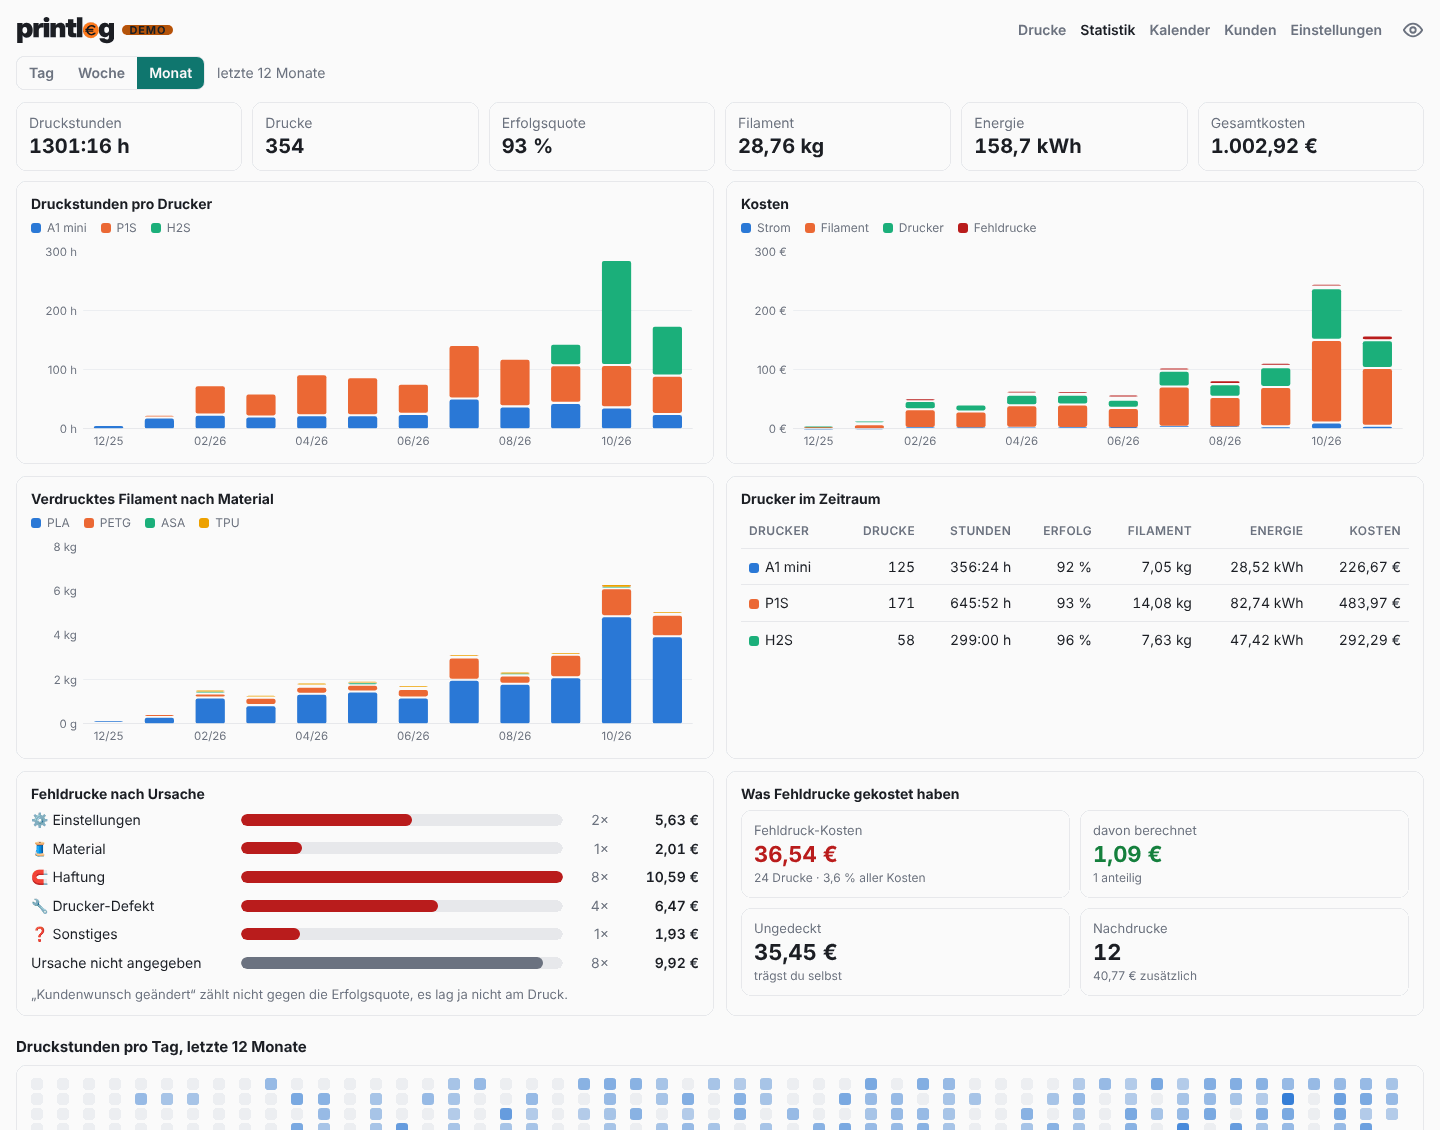 printl€g DEMO
Drucke Statistik Kalender Kunden Einstellungen
Tag Woche Monat letzte 12 Monate
Druckstunden
1301:16 h
Drucke
354
Erfolgsquote
93 %
Filament
28,76 kg
Energie
158,7 kWh
Gesamtkosten
1.002,92 €
Druckstunden pro Drucker
A1 mini P1S H2S
300 h
200 h
100 h
0 h
12/25 02/26 04/26 06/26 08/26 10/26
Kosten
Strom Filament Drucker Fehldrucke
300 €
200 €
100 €
0 €
12/25 02/26 04/26 06/26 08/26 10/26
Verdrucktes Filament nach Material
PLA PETG ASA TPU
8 kg
6 kg
4 kg
2 kg
0 g
12/25 02/26 04/26 06/26 08/26 10/26
Drucker im Zeitraum
DRUCKER DRUCKE STUNDEN ERFOLG FILAMENT ENERGIE KOSTEN
A1 mini 125 356:24 h 92 % 7,05 kg 28,52 kWh 226,67 €
P1S 171 645:52 h 93 % 14,08 kg 82,74 kWh 483,97 €
H2S 58 299:00 h 96 % 7,63 kg 47,42 kWh 292,29 €
Fehldrucke nach Ursache
Einstellungen 2× 5,63 €
Material 1× 2,01 €
Haftung 8× 10,59 €
Drucker-Defekt 4× 6,47 €
❓ Sonstiges 1× 1,93 €
Ursache nicht angegeben 8× 9,92 €
„Kundenwunsch geändert“ zählt nicht gegen die Erfolgsquote, es lag ja nicht am Druck.
Was Fehldrucke gekostet haben
Fehldruck-Kosten
36,54 €
24 Drucke · 3,6 % aller Kosten
davon berechnet
1,09 €
1 anteilig
Ungedeckt
35,45 €
trägst du selbst
Nachdrucke
12
40,77 € zusätzlich
Druckstunden pro Tag, letzte 12 Monate